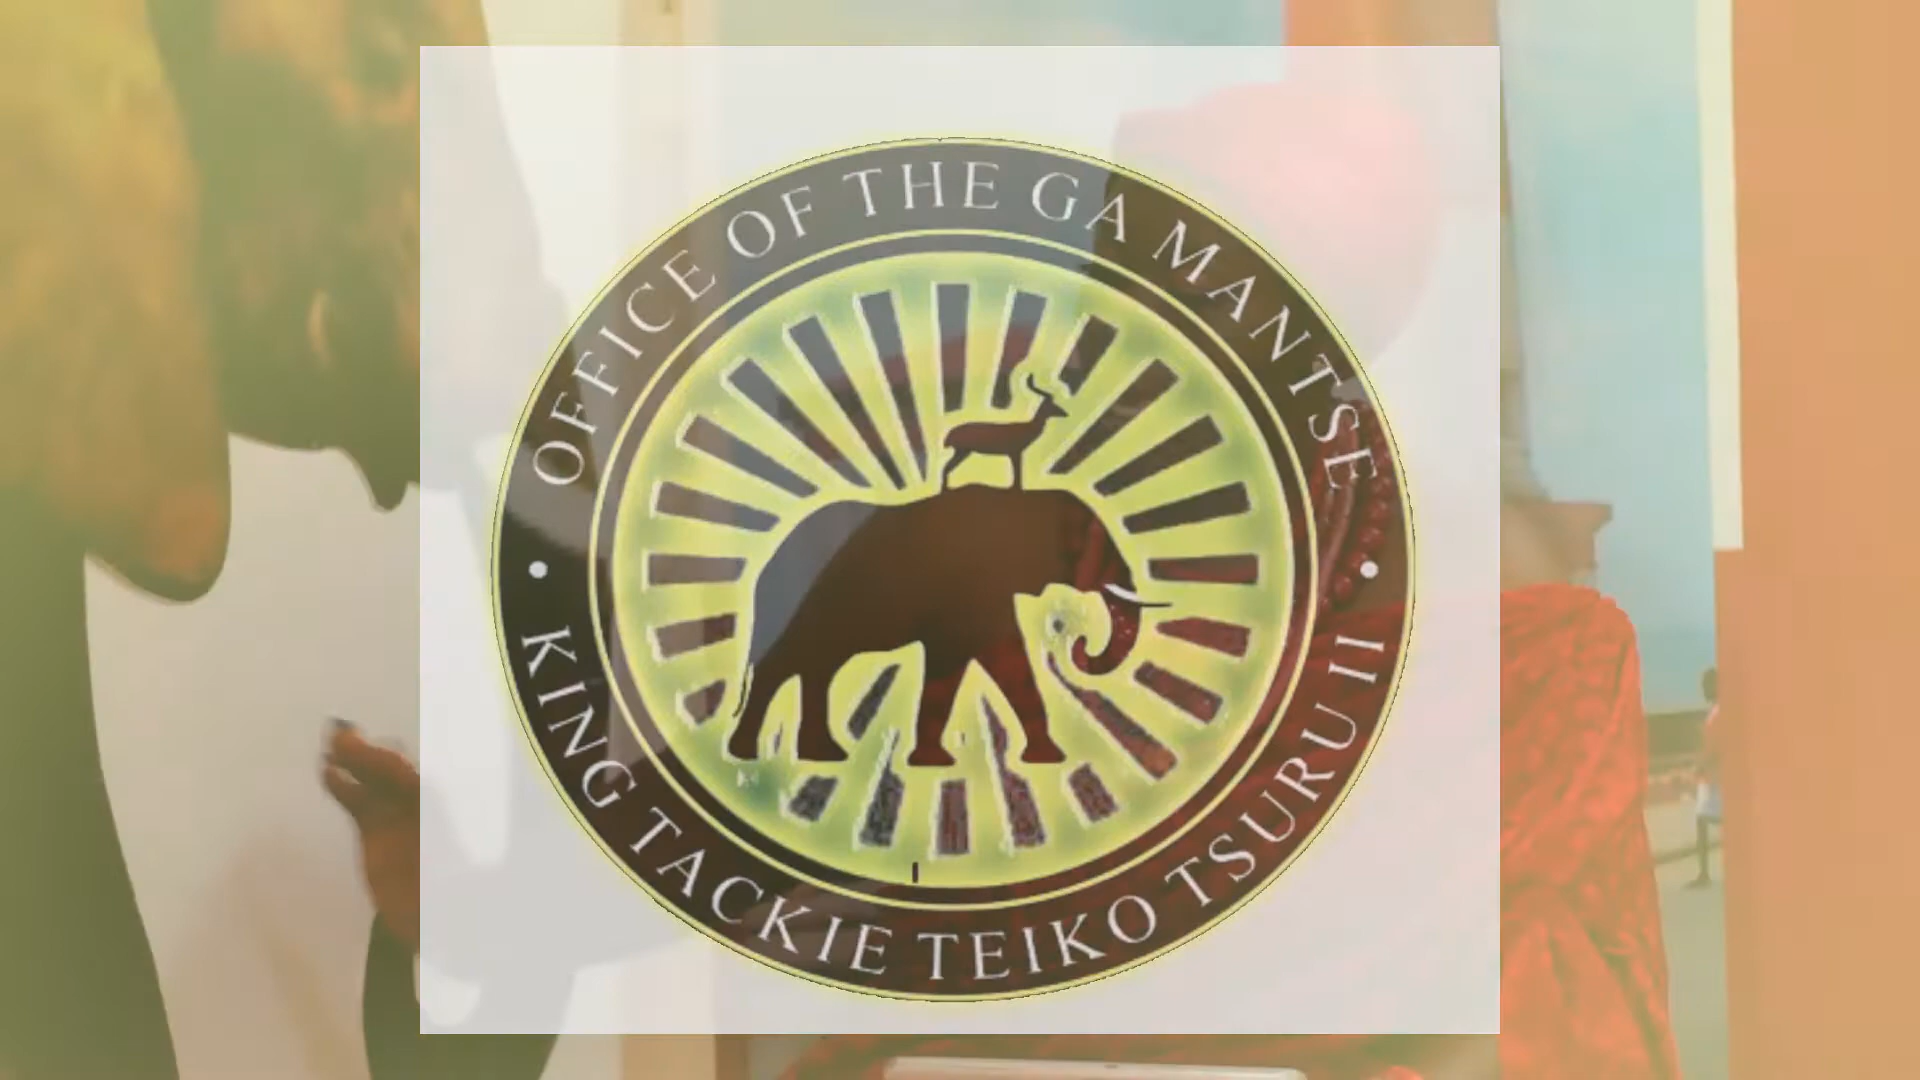 OFFICE OF THE GA MANTSE
KING TACKIE TEIKO TSURU II